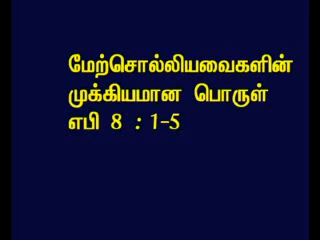 மேற்சொல்லியவைகளின்
முக்கியமான பொருள்
எபி 8 : 1-5